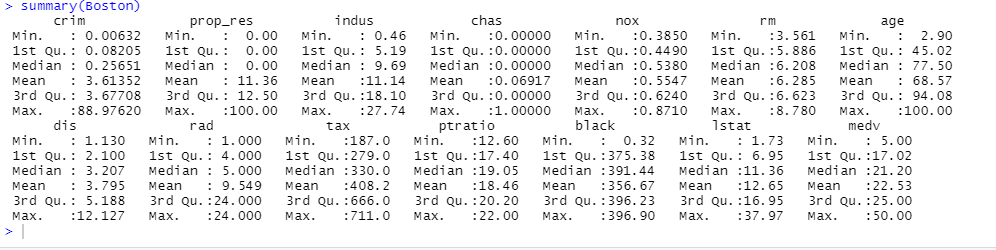 > summary(Boston)
crim prop_res indus chas nox rm age
Min. : 0.00632 Min. : 0.00 Min. : 0.46 Min. :0.00000 Min. :0.3850 Min. :3.561 Min. : 2.90
1st Qu.: 0.08205 1st Qu.: 0.00 1st Qu.: 5.19 1st Qu.:0.00000 1st Qu.:0.4490 1st Qu.:5.886 1st Qu.: 45.02
Median : 0.25651 Median : 0.00 Median : 9.69 Median :0.00000 Median :0.5380 Median :6.208 Median : 77.50
Mean : 3.61352 Mean : 11.36 Mean :11.14 Mean :0.06917 Mean :0.5547 Mean :6.285 Mean : 68.57
3rd Qu.: 3.67708 3rd Qu.: 12.50 3rd Qu.:18.10 3rd Qu.:0.00000 3rd Qu.:0.6240 3rd Qu.:6.623 3rd Qu.: 94.08
Max. :88.97620 Max. :100.00 Max. :27.74 Max. :1.00000 Max. :0.8710 Max. :8.780 Max. :100.00
dis rad tax ptratio black lstat medv
Min. : 1.130 Min. : 1.000 Min. :187.0 Min. :12.60 Min. : 0.32 Min. : 1.73 Min. : 5.00
1st Qu.: 2.100 1st Qu.: 4.000 1st Qu.:279.0 1st Qu.:17.40 1st Qu.:375.38 1st Qu.: 6.95 1st Qu.:17.02
Median : 3.207 Median : 5.000 Median :330.0 Median :19.05 Median :391.44 Median :11.36 Median :21.20
Mean : 3.795 Mean : 9.549 Mean :408.2 Mean :18.46 Mean :356.67 Mean :12.65 Mean :22.53
3rd Qu.: 5.188 3rd Qu.:24.000 3rd Qu.:666.0 3rd Qu.:20.20 3rd Qu.:396.23 3rd Qu.:16.95 3rd Qu.:25.00
Max. :12.127 Max. :24.000 Max. :711.0 Max. :22.00 Max. :396.90 Max. :37.97 Max. :50.00
>